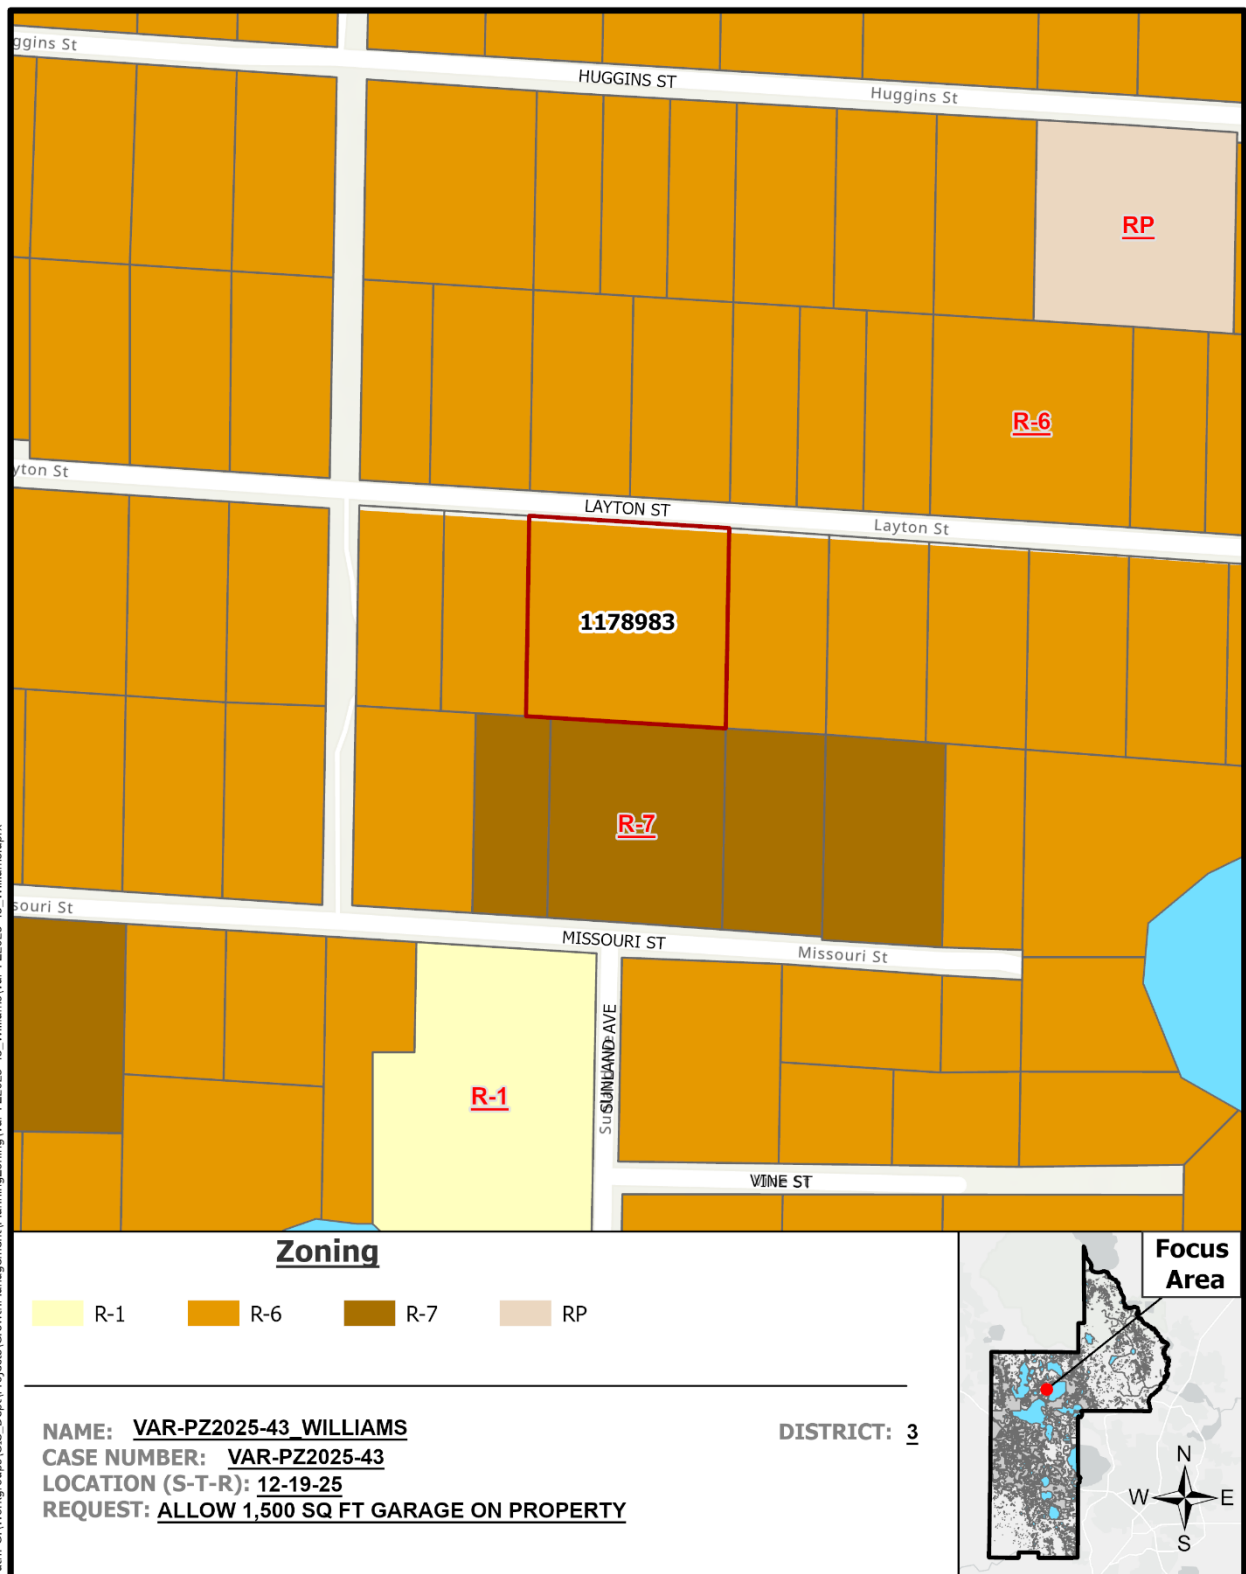 ggins St
HUGGINS ST
Huggins St
RP
R-6
yton St
LAYTON ST
Layton St
1178983
R-7
souri St
MISSOURI ST
Missouri St
SUNLAND AVE
R-1
VINE ST
Zoning
R-1
R-6
R-7
RP
Focus
Area
NAME: VAR-PZ2025-43_WILLIAMS
DISTRICT: 3
CASE NUMBER: VAR-PZ2025-43
LOCATION (S-T-R): 12-19-25
REQUEST: ALLOW 1,500 SQ FT GARAGE ON PROPERTY
N
W E
S